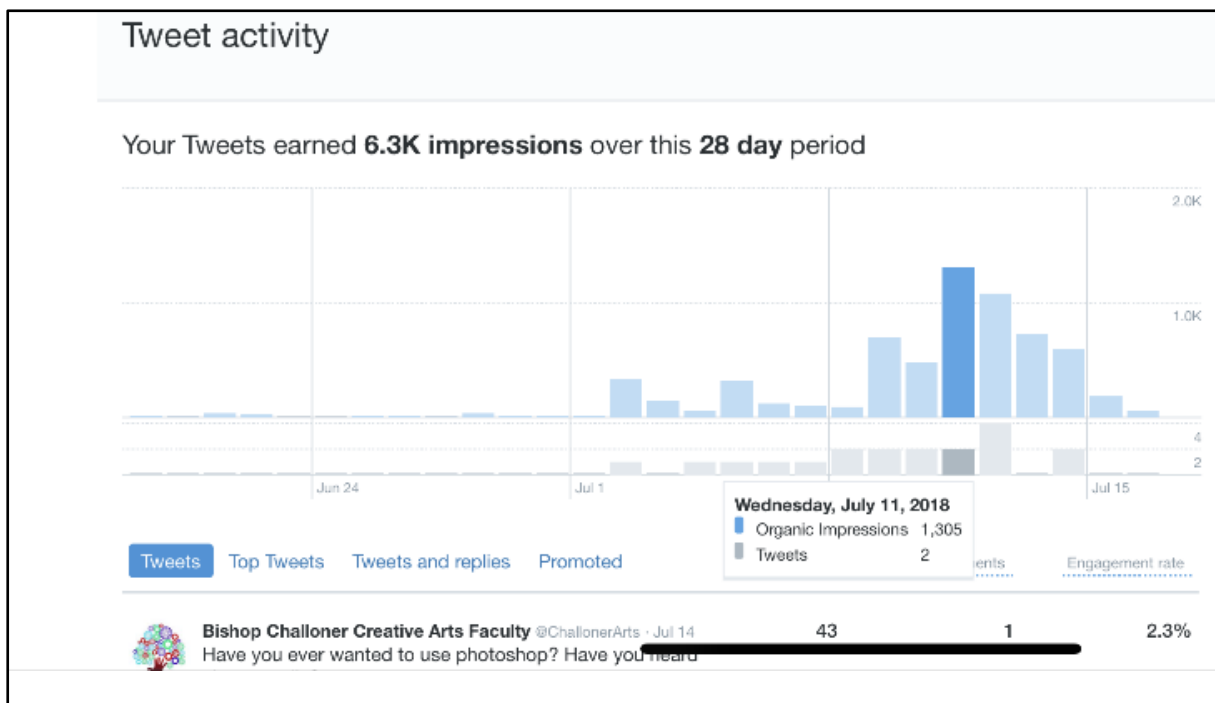 Tweet activity
Your Tweets earned 6.3K impressions over this 28 day period
2.0K
1.0K
4
2
Jun 24
Jul 1
Jul 15
Wednesday, July 11, 2018
Organic Impressions 1,305
Tweets 2
Tweets Top Tweets Tweets and replies Promoted ents Engagement rate
Bishop Challoner Creative Arts Faculty @ChallonerArts · Jul 14 43 1 2.3%
Have you ever wanted to use photoshop? Have you heard